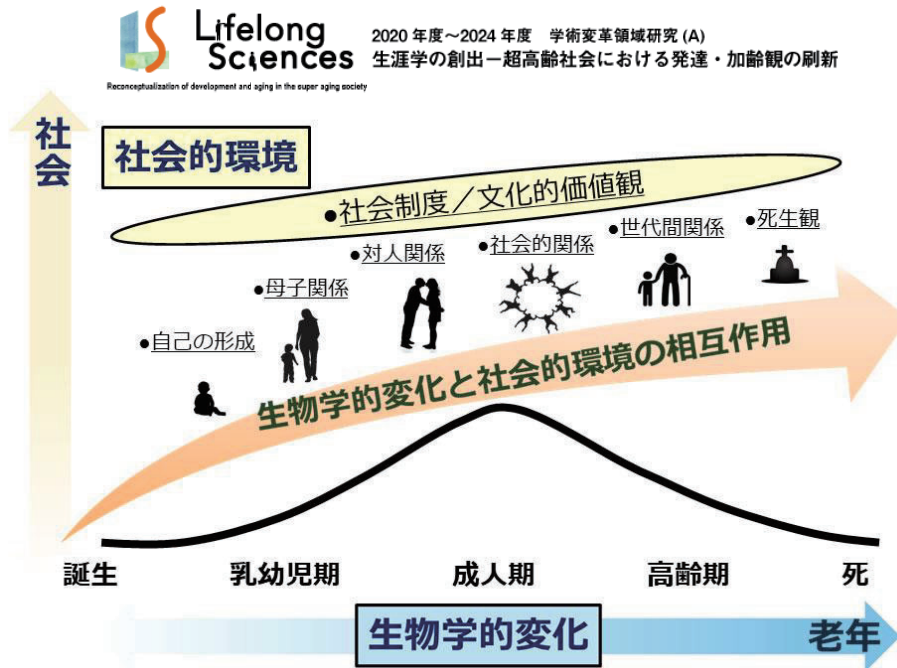 LS
Lifelong
Sciences
Reconceptualization of development and aging in the super aging society
2020 年度～2024 年度　学術変革領域研究 (A)
生涯学の創出ー超高齢社会における発達・加齢観の刷新
社会
社会的環境
●社会制度／文化的価値観
●自己の形成
●母子関係
●対人関係
●社会的関係
●世代間関係
●死生観
生物学的変化と社会的環境の相互作用
誕生
乳幼児期
成人期
高齢期
死
生物学的変化
老年